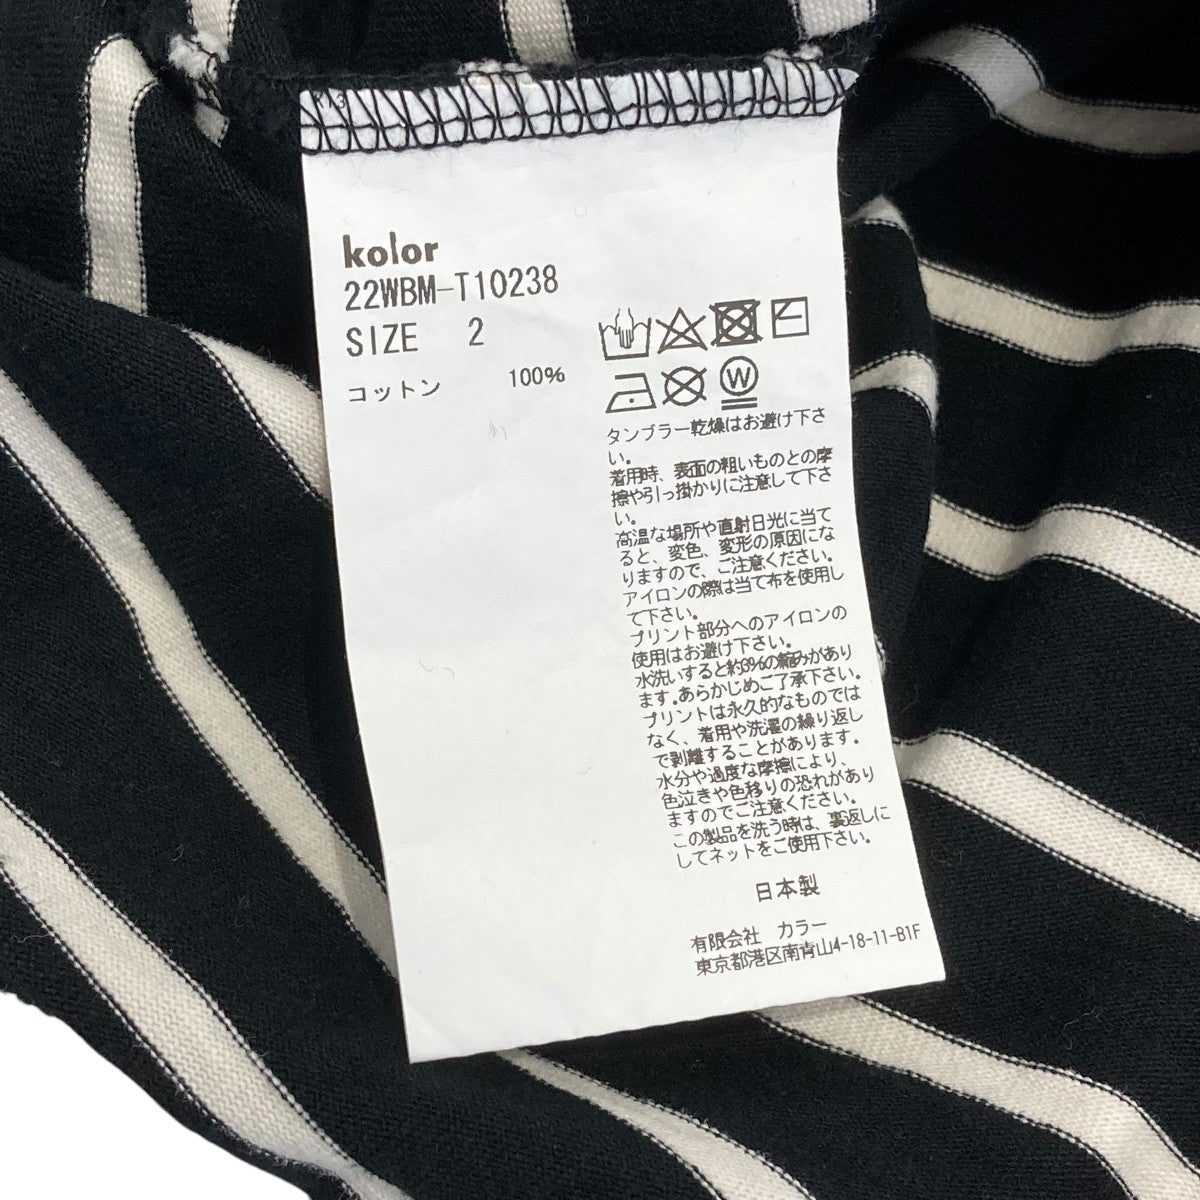 kolor
22WBM-T10238
SIZE 2
コットン 100%
W
タンブラー乾燥はお避け下さ
い。
着用時、表面の粗いものとの摩
擦や引っ掛かりに注意して下さ
い。
高温な場所や直射日光に当て
ると、変色、変形の原因にな
りますので、ご注意ください。
アイロンの際は当て布を使用し
て下さい。
プリント部分へのアイロンの
使用はお避け下さい。
水洗いすると約3%の縮みがあり
ます。あらかじめご了承下さい。
プリントは永久的なものでは
なく、着用や洗濯の繰り返し
で剥離することがあります。
水分や過度な摩擦により、
色泣きや色移りの恐れがあり
ますのでご注意ください。
この製品を洗う時は、裏返しに
してネットをご使用下さい。
日本製
有限会社 カラー
東京都港区南青山4-18-11-B1F